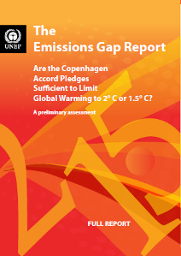 UNEP
The
Emissions Gap Report
Are the Copenhagen
Accord Pledges
Sufficient to Limit
Global Warming to 2° C or 1.5° C?
A preliminary assessment
FULL REPORT